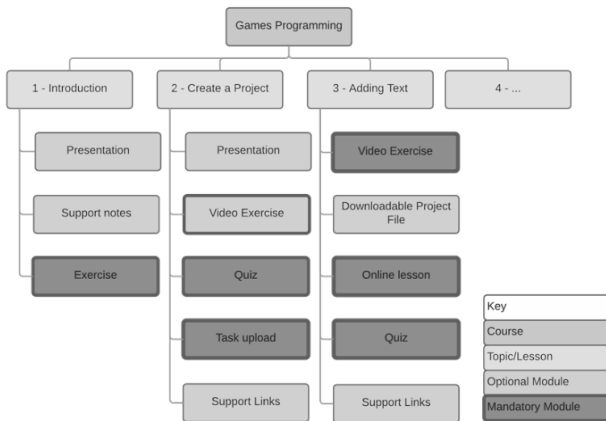 Games Programming
1 - Introduction
2 - Create a Project
3 - Adding Text
4 - ...
Presentation
Support notes
Exercise
Presentation
Video Exercise
Quiz
Task upload
Support Links
Video Exercise
Downloadable Project
File
Online lesson
Quiz
Support Links
Key
Course
Topic/Lesson
Optional Module
Mandatory Module